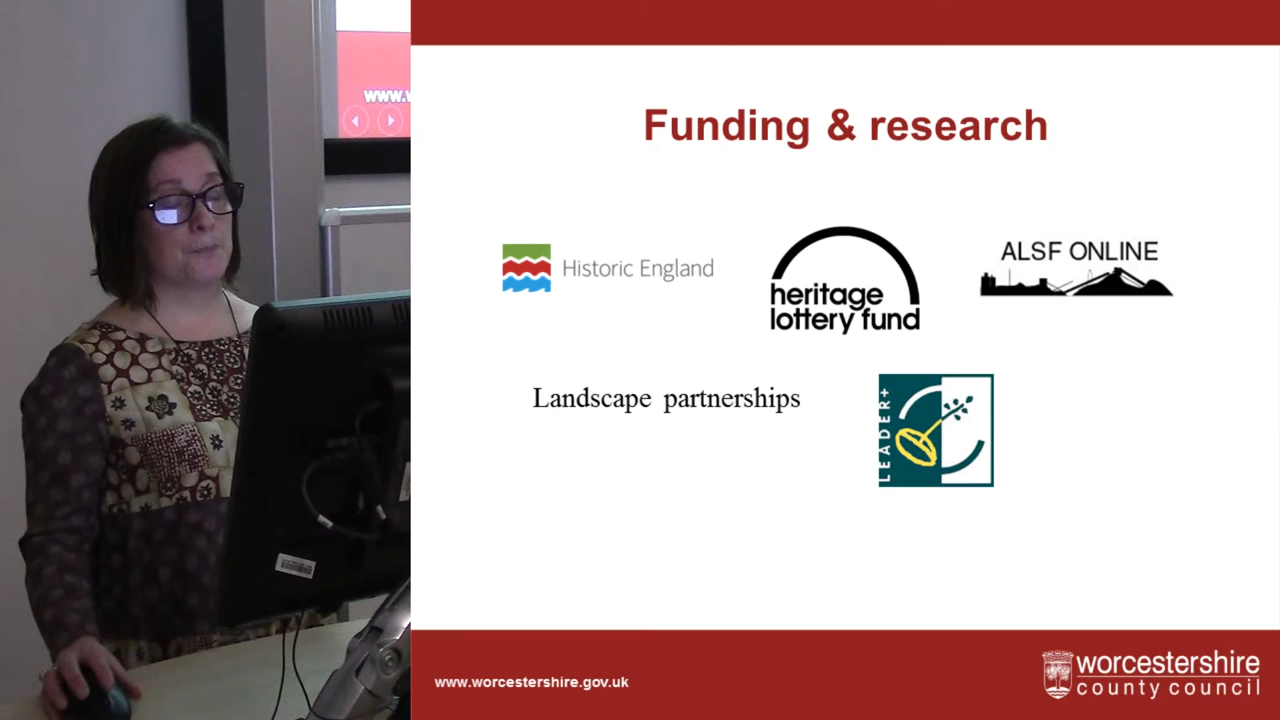 www.
Funding & research
Historic England
heritage
lottery fund
ALSF ONLINE
Landscape partnerships
LEADER+
www.worcestershire.gov.uk
worcestershire
county council